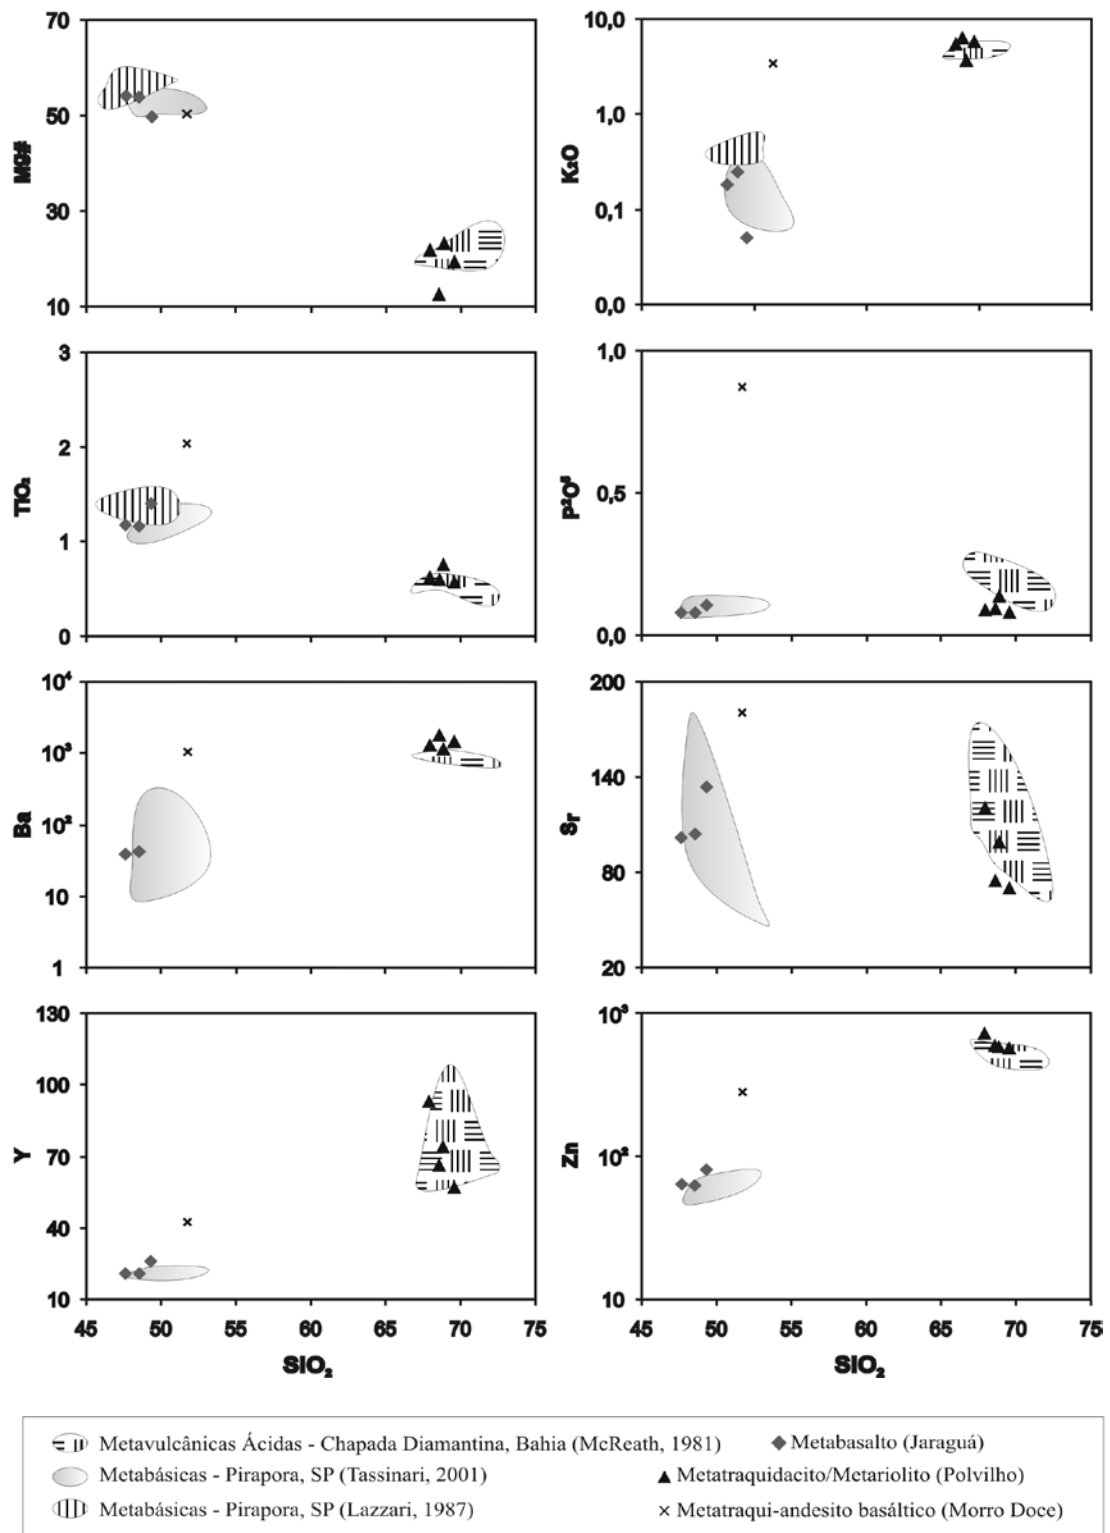 70
50
30
10
Mg#
10,0
1,0
0,1
0,0
K₂O
3
2
1
0
TiO₂
1,0
0,5
0,0
P²O⁵
10⁴
10³
10²
10
1
Ba
200
140
80
20
Sr
130
100
70
40
10
Y
45 50 55 60 65 70 75
SiO₂
10³
10²
10
Zn
45 50 55 60 65 70 75
SiO₂
Metavulcânicas Ácidas - Chapada Diamantina, Bahia (McReath, 1981) Metabasalto (Jaraguá)
Metabásicas - Pirapora, SP (Tassinari, 2001) Metatraquidacito/Metariolito (Polvilho)
Metabásicas - Pirapora, SP (Lazzari, 1987) Metatraqui-andesito basáltico (Morro Doce)